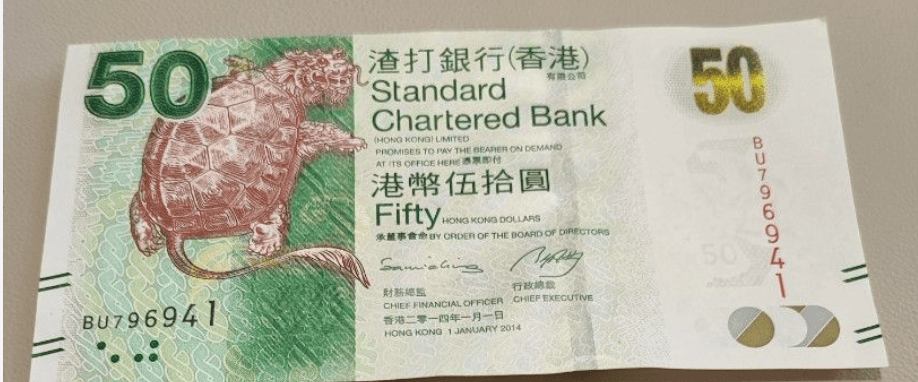 50
渣打銀行(香港)
有限公司
Standard
Chartered Bank
(HONG KONG) LIMITED
PROMISES TO PAY THE BEARER ON DEMAND
AT ITS OFFICE HERE 憑票即付
港幣伍拾圓
Fifty HONG KONG DOLLARS
承董事會命 BY ORDER OF THE BOARD OF DIRECTORS
財務總監
CHIEF FINANCIAL OFFICER
行政總裁
CHIEF EXECUTIVE
香港二零一四年一月一日
HONG KONG 1 JANUARY 2014
BU796941
50
BU796941
50